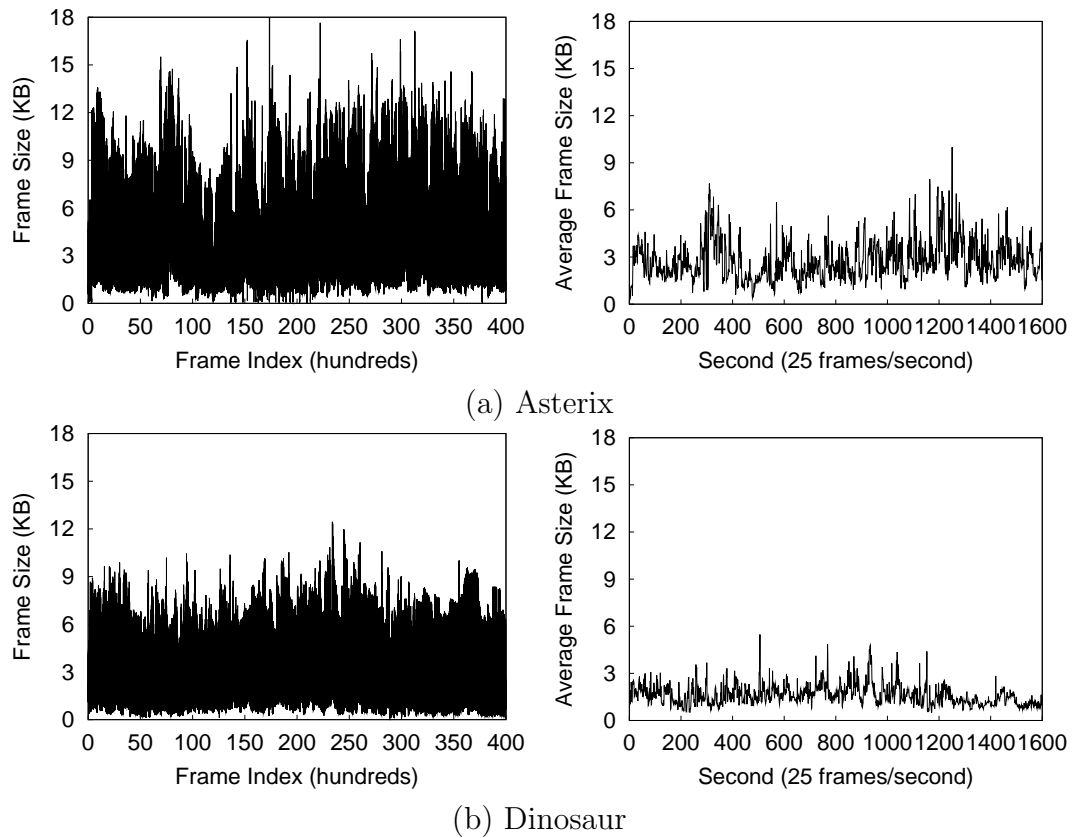 Frame Size (KB)
18
15
12
9
6
3
0
0 50 100 150 200 250 300 350 400
Frame Index (hundreds)
Average Frame Size (KB)
18
15
12
9
6
3
0
0 200 400 600 800 1000 1200 1400 1600
Second (25 frames/second)
(a) Asterix
Frame Size (KB)
18
15
12
9
6
3
0
0 50 100 150 200 250 300 350 400
Frame Index (hundreds)
Average Frame Size (KB)
18
15
12
9
6
3
0
0 200 400 600 800 1000 1200 1400 1600
Second (25 frames/second)
(b) Dinosaur